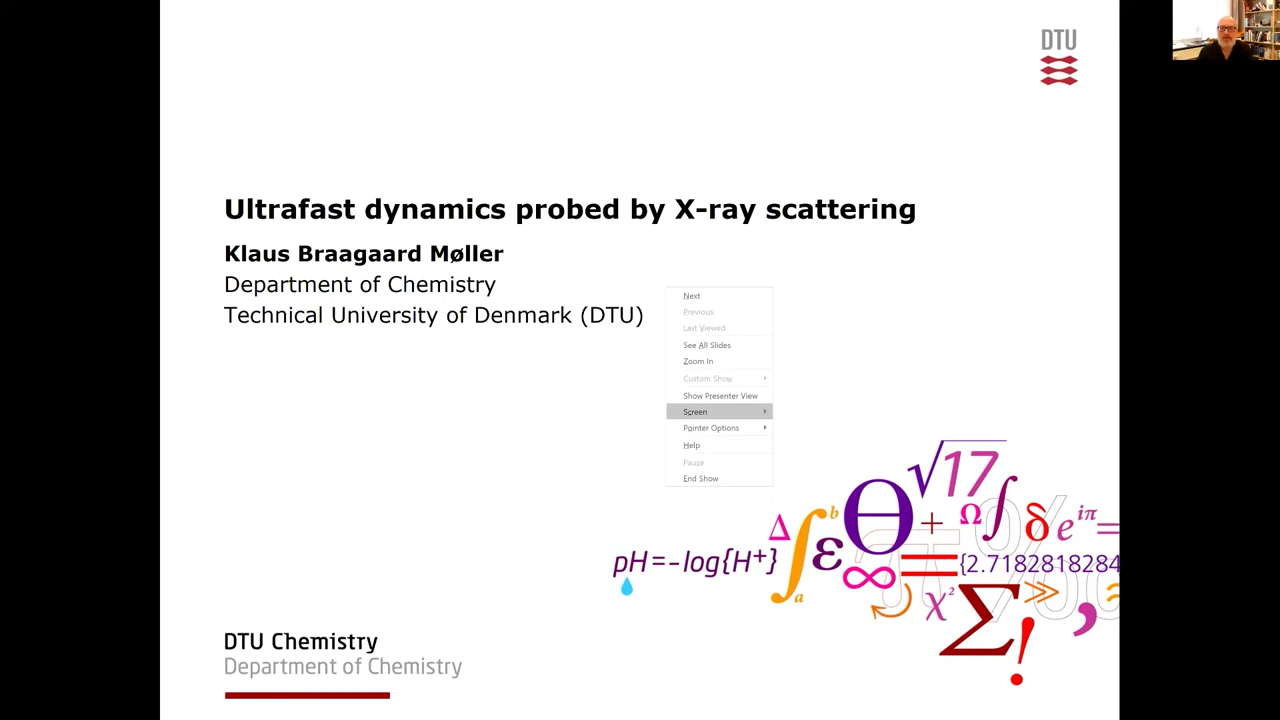 DTU
Ultrafast dynamics probed by X-ray scattering
Klaus Braagaard Møller
Department of Chemistry
Technical University of Denmark (DTU)
Next
Previous
Last Viewed
See All Slides
Zoom In
Custom Show
Show Presenter View
Screen
Pointer Options
Help
Pause
End Show
√17
Δ ∫ b a ε Θ + Ω ∫ δ e^{iπ} =
pH=-log{H+}
∞ = {2.7182818284
χ² Σ ! ≫ ,
π %
DTU Chemistry
Department of Chemistry